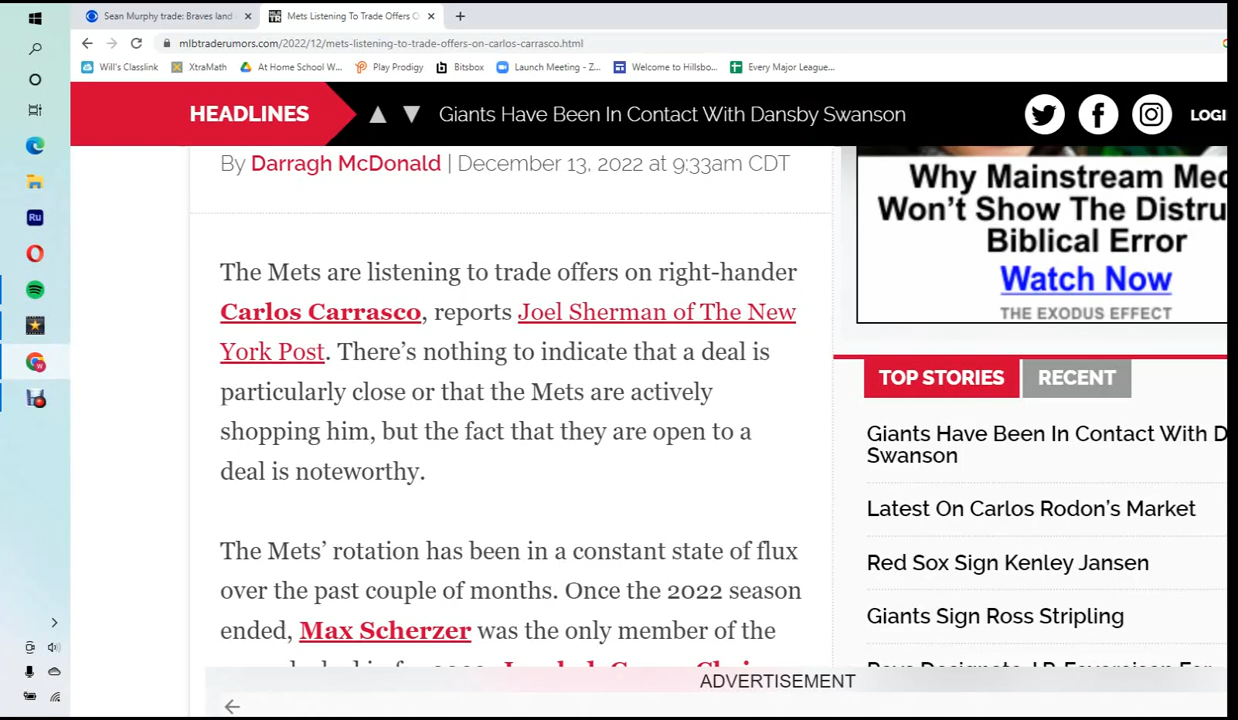 Sean Murphy trade: Braves land
Mets Listening To Trade Offers O
mlbtraderumors.com/2022/12/mets-listening-to-trade-offers-on-carlos-carrasco.html
Will's Classlink
XtraMath
At Home School W...
Play Prodigy
Bitsbox
Launch Meeting - Z...
Welcome to Hillsbo...
Every Major League...
HEADLINES
Giants Have Been In Contact With Dansby Swanson
LOGI
By Darragh McDonald | December 13, 2022 at 9:33am CDT
The Mets are listening to trade offers on right-hander
Carlos Carrasco, reports Joel Sherman of The New
York Post. There's nothing to indicate that a deal is
particularly close or that the Mets are actively
shopping him, but the fact that they are open to a
deal is noteworthy.
The Mets' rotation has been in a constant state of flux
over the past couple of months. Once the 2022 season
ended, Max Scherzer was the only member of the
Why Mainstream Med
Won't Show The Distru
Biblical Error
Watch Now
THE EXODUS EFFECT
TOP STORIES
RECENT
Giants Have Been In Contact With D
Swanson
Latest On Carlos Rodon's Market
Red Sox Sign Kenley Jansen
Giants Sign Ross Stripling
ADVERTISEMENT
Ru